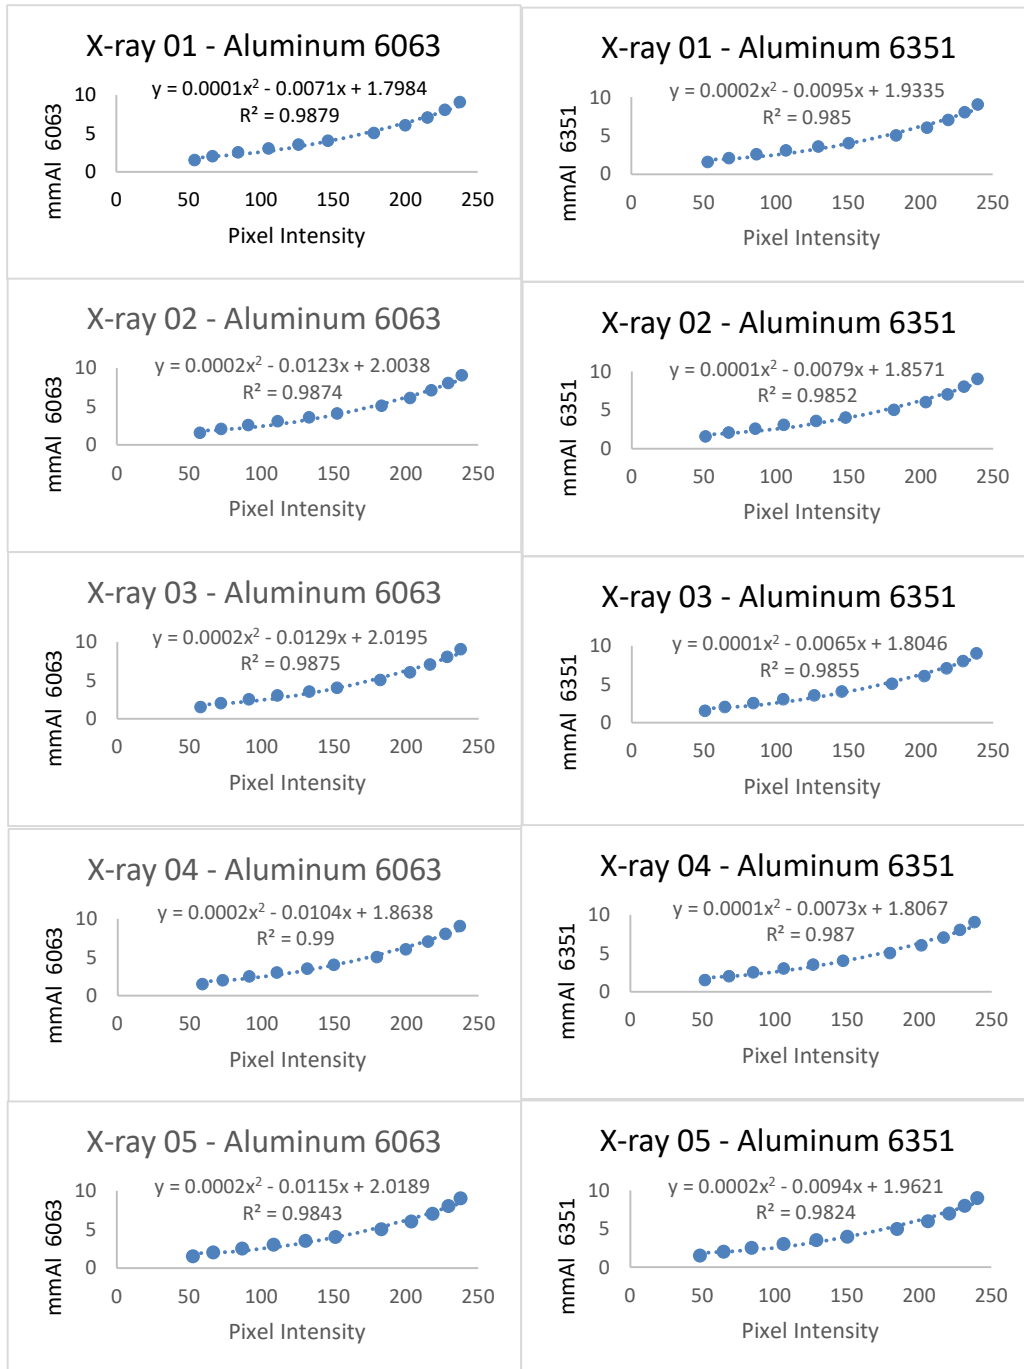 X-ray 01 - Aluminum 6063
y = 0.0001x² - 0.0071x + 1.7984
R² = 0.9879
mmAl 6063
10
5
0
0 50 100 150 200 250
Pixel Intensity
X-ray 01 - Aluminum 6351
y = 0.0002x² - 0.0095x + 1.9335
R² = 0.985
mmAl 6351
10
5
0
0 50 100 150 200 250
Pixel Intensity
X-ray 02 - Aluminum 6063
y = 0.0002x² - 0.0123x + 2.0038
R² = 0.9874
mmAl 6063
10
5
0
0 50 100 150 200 250
Pixel Intensity
X-ray 02 - Aluminum 6351
y = 0.0001x² - 0.0079x + 1.8571
R² = 0.9852
mmAl 6351
10
5
0
0 50 100 150 200 250
Pixel Intensity
X-ray 03 - Aluminum 6063
y = 0.0002x² - 0.0129x + 2.0195
R² = 0.9875
mmAl 6063
10
5
0
0 50 100 150 200 250
Pixel Intensity
X-ray 03 - Aluminum 6351
y = 0.0001x² - 0.0065x + 1.8046
R² = 0.9855
mmAl 6351
10
5
0
0 50 100 150 200 250
Pixel Intensity
X-ray 04 - Aluminum 6063
y = 0.0002x² - 0.0104x + 1.8638
R² = 0.99
mmAl 6063
10
5
0
0 50 100 150 200 250
Pixel Intensity
X-ray 04 - Aluminum 6351
y = 0.0001x² - 0.0073x + 1.8067
R² = 0.987
mmAl 6351
10
5
0
0 50 100 150 200 250
Pixel Intensity
X-ray 05 - Aluminum 6063
y = 0.0002x² - 0.0115x + 2.0189
R² = 0.9843
mmAl 6063
10
5
0
0 50 100 150 200 250
Pixel Intensity
X-ray 05 - Aluminum 6351
y = 0.0002x² - 0.0094x + 1.9621
R² = 0.9824
mmAl 6351
10
5
0
0 50 100 150 200 250
Pixel Intensity